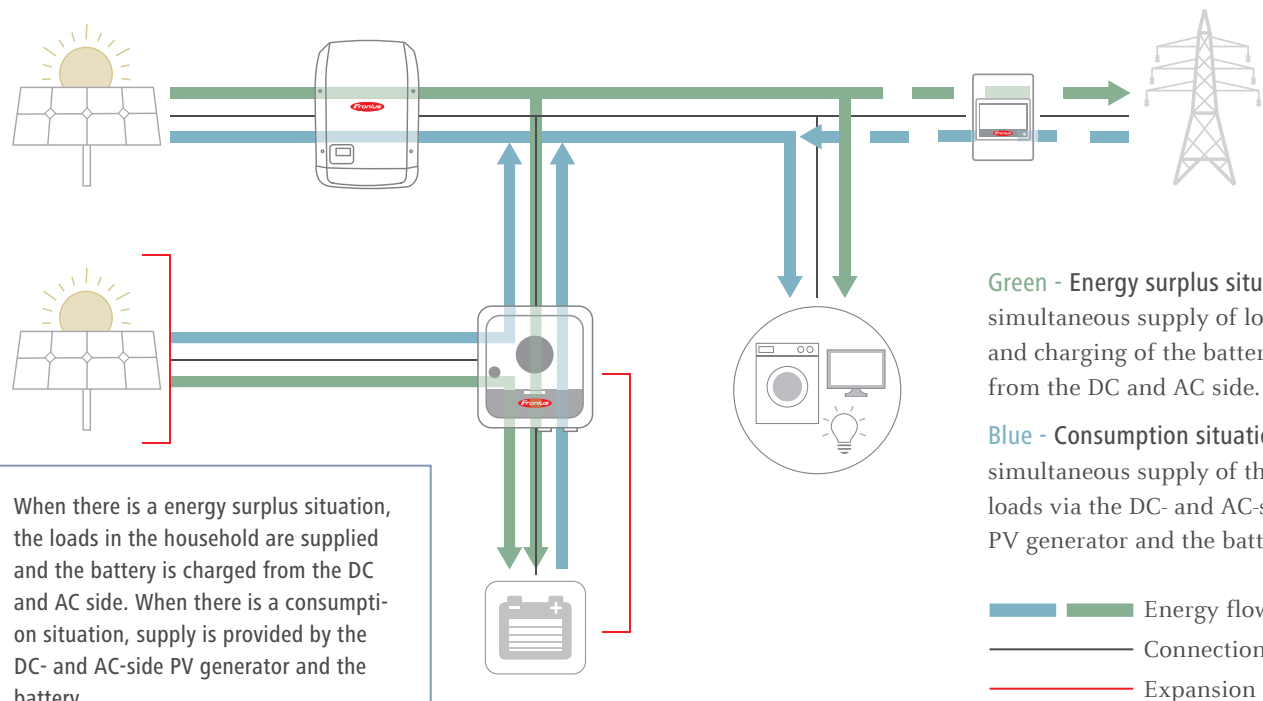 Fronius
Fronius
Fronius
Green - Energy surplus situ
simultaneous supply of lo
and charging of the batter
from the DC and AC side.
Blue - Consumption situatio
simultaneous supply of th
loads via the DC- and AC-s
PV generator and the batt
When there is a energy surplus situation,
the loads in the household are supplied
and the battery is charged from the DC
and AC side. When there is a consumpti-
on situation, supply is provided by the
DC- and AC-side PV generator and the
battery
Energy flow
Connection
Expansion